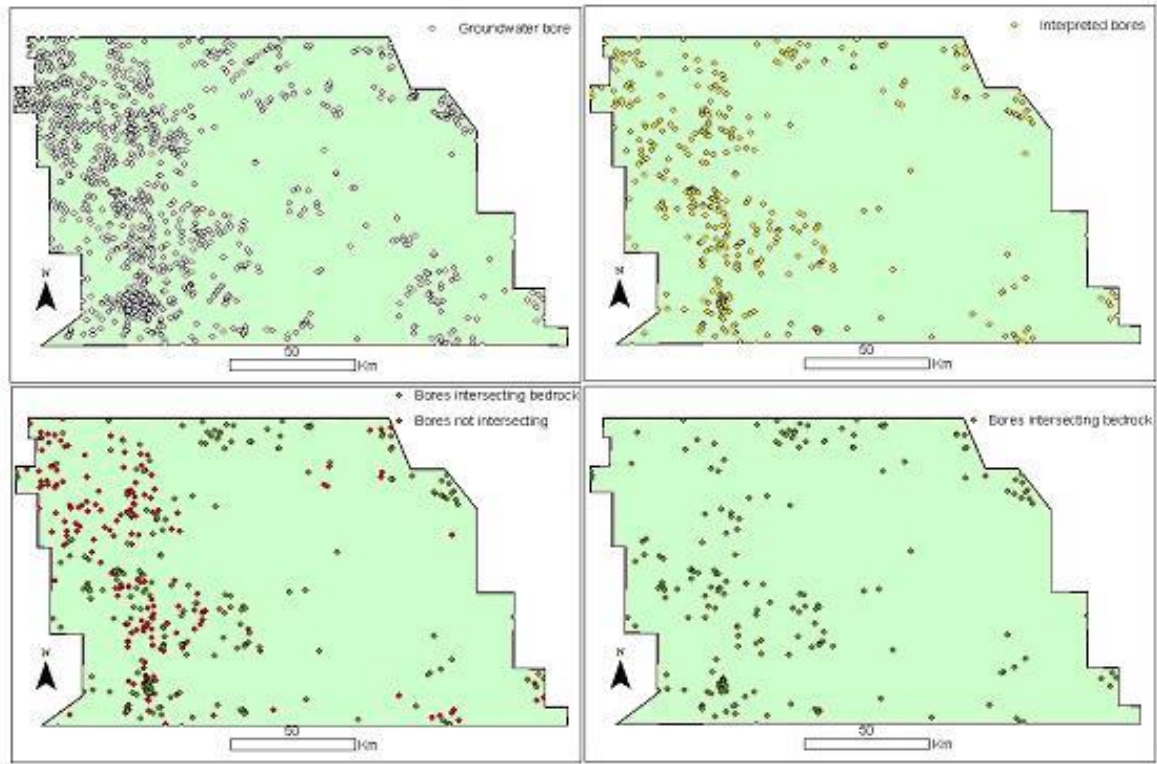 Groundwater bore
N
50
Km
Interpreted bores
N
50
Km
Bores intersecting bedrock
Bores not intersecting
N
50
Km
Bores intersecting bedrock
N
50
Km